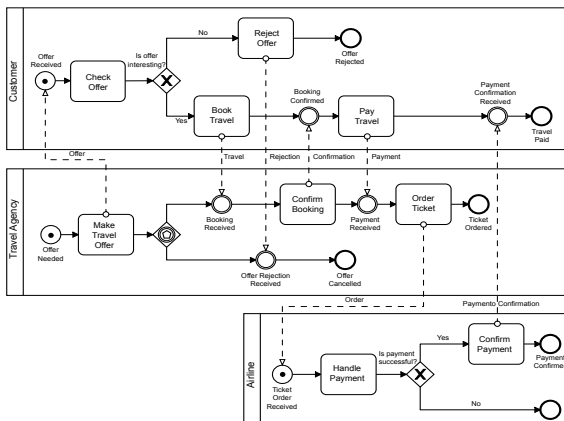 Customer
Offer
Received
Check
Offer
Is offer
interesting?
No
Reject
Offer
Offer
Rejected
Yes
Book
Travel
Booking
Confirmed
Pay
Travel
Payment
Confirmation
Received
Travel
Paid
Offer
Travel
Rejection
Confirmation
Payment
Travel Agency
Offer
Needed
Make
Travel
Offer
Booking
Received
Confirm
Booking
Payment
Received
Order
Ticket
Ticket
Ordered
Offer Rejection
Received
Offer
Cancelled
Order
Paymento Confirmation
Airline
Ticket
Order
Received
Handle
Payment
Is payment
successful?
Yes
Confirm
Payment
Payment
Confirmed
No